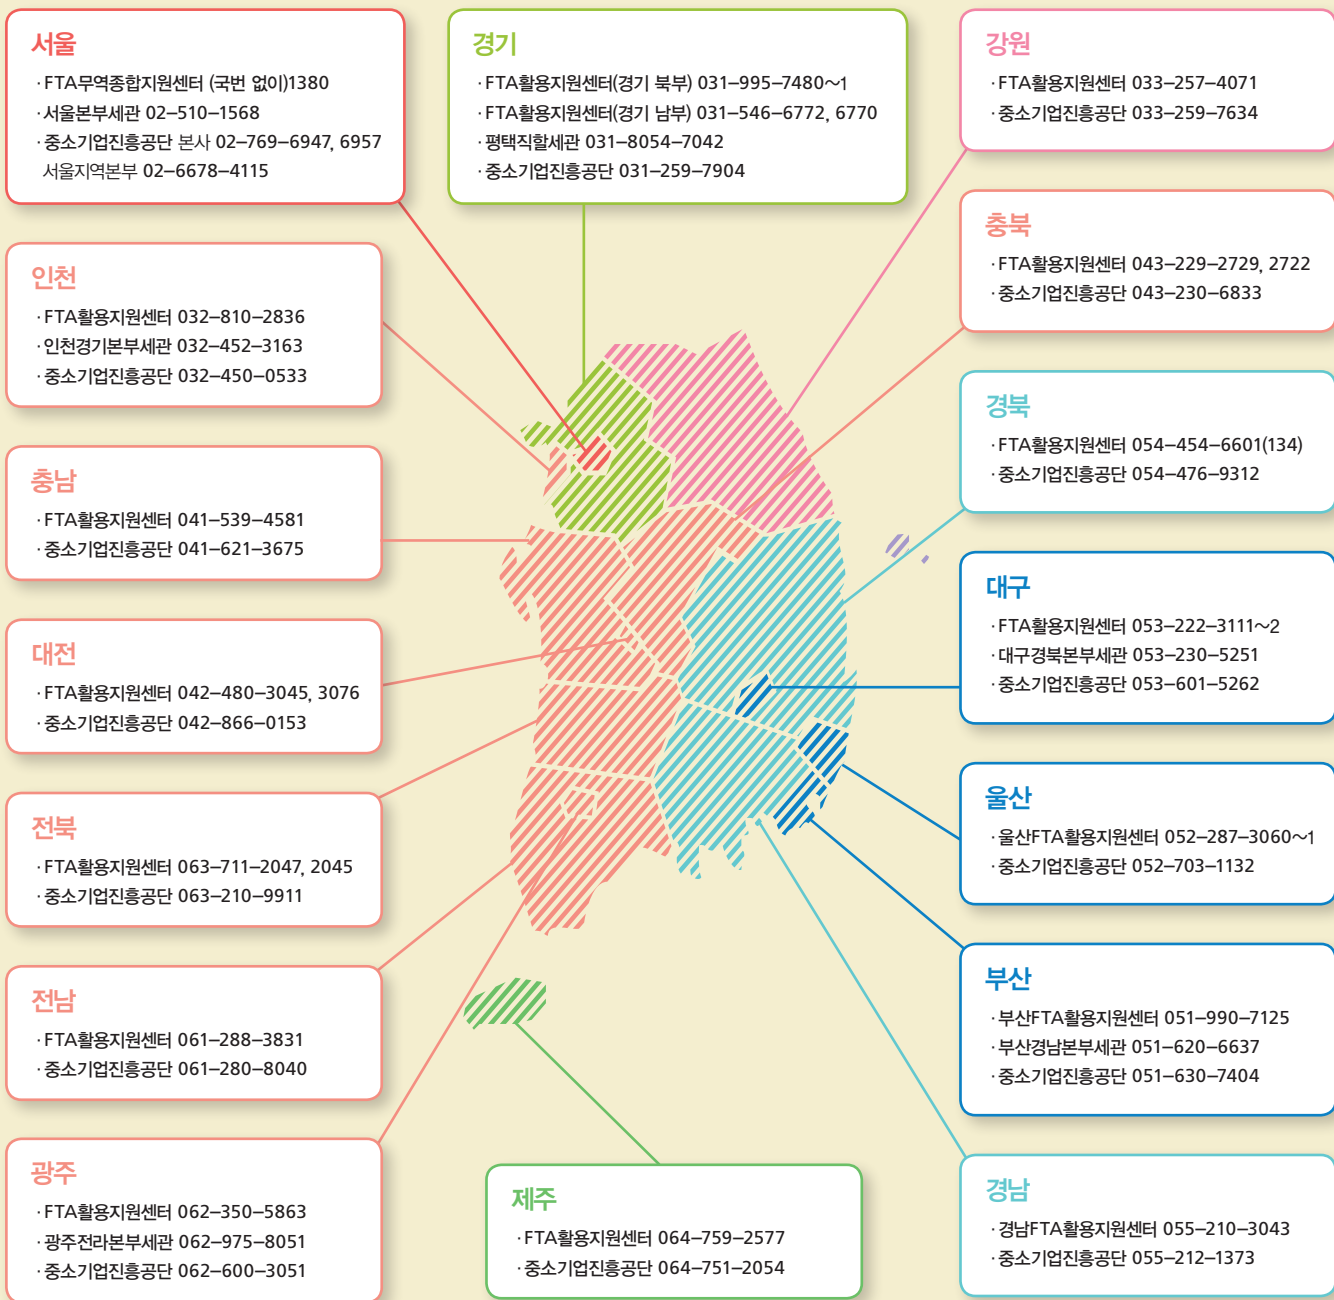 서울
·FTA무역종합지원센터 (국번 없이)1380
·서울본부세관 02-510-1568
·중소기업진흥공단 본사 02-769-6947, 6957
서울지역본부 02-6678-4115
경기
·FTA활용지원센터(경기 북부) 031-995-7480~1
·FTA활용지원센터(경기 남부) 031-546-6772, 6770
·평택직할세관 031-8054-7042
·중소기업진흥공단 031-259-7904
강원
·FTA활용지원센터 033-257-4071
·중소기업진흥공단 033-259-7634
인천
·FTA활용지원센터 032-810-2836
·인천경기본부세관 032-452-3163
·중소기업진흥공단 032-450-0533
충북
·FTA활용지원센터 043-229-2729, 2722
·중소기업진흥공단 043-230-6833
충남
·FTA활용지원센터 041-539-4581
·중소기업진흥공단 041-621-3675
경북
·FTA활용지원센터 054-454-6601(134)
·중소기업진흥공단 054-476-9312
대전
·FTA활용지원센터 042-480-3045, 3076
·중소기업진흥공단 042-866-0153
대구
·FTA활용지원센터 053-222-3111~2
·대구경북본부세관 053-230-5251
·중소기업진흥공단 053-601-5262
전북
·FTA활용지원센터 063-711-2047, 2045
·중소기업진흥공단 063-210-9911
울산
·울산FTA활용지원센터 052-287-3060~1
·중소기업진흥공단 052-703-1132
전남
·FTA활용지원센터 061-288-3831
·중소기업진흥공단 061-280-8040
부산
·부산FTA활용지원센터 051-990-7125
·부산경남본부세관 051-620-6637
·중소기업진흥공단 051-630-7404
광주
·FTA활용지원센터 062-350-5863
·광주전라본부세관 062-975-8051
·중소기업진흥공단 062-600-3051
제주
·FTA활용지원센터 064-759-2577
·중소기업진흥공단 064-751-2054
경남
·경남FTA활용지원센터 055-210-3043
·중소기업진흥공단 055-212-1373